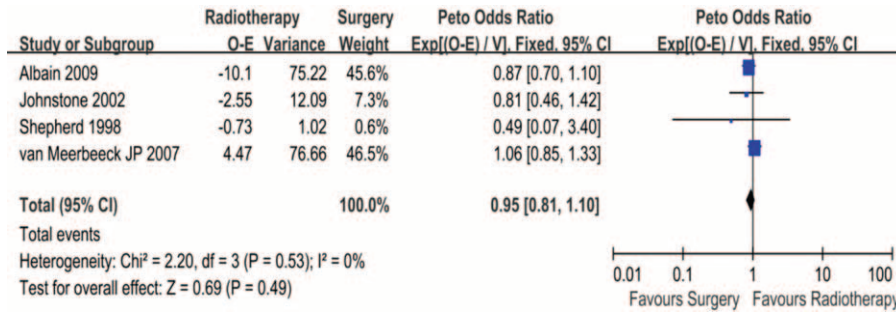 Radiotherapy Surgery Peto Odds Ratio Peto Odds Ratio
Study or Subgroup O-E Variance Weight Exp[(O-E) / V], Fixed, 95% CI Exp[(O-E) / V], Fixed, 95% CI
Albain 2009 -10.1 75.22 45.6% 0.87 [0.70, 1.10]
Johnstone 2002 -2.55 12.09 7.3% 0.81 [0.46, 1.42]
Shepherd 1998 -0.73 1.02 0.6% 0.49 [0.07, 3.40]
van Meerbeeck JP 2007 4.47 76.66 46.5% 1.06 [0.85, 1.33]
Total (95% CI) 100.0% 0.95 [0.81, 1.10]
Total events
Heterogeneity: Chi² = 2.20, df = 3 (P = 0.53); I² = 0%
Test for overall effect: Z = 0.69 (P = 0.49)
0.01 0.1 1 10 100
Favours Surgery Favours Radiotherapy